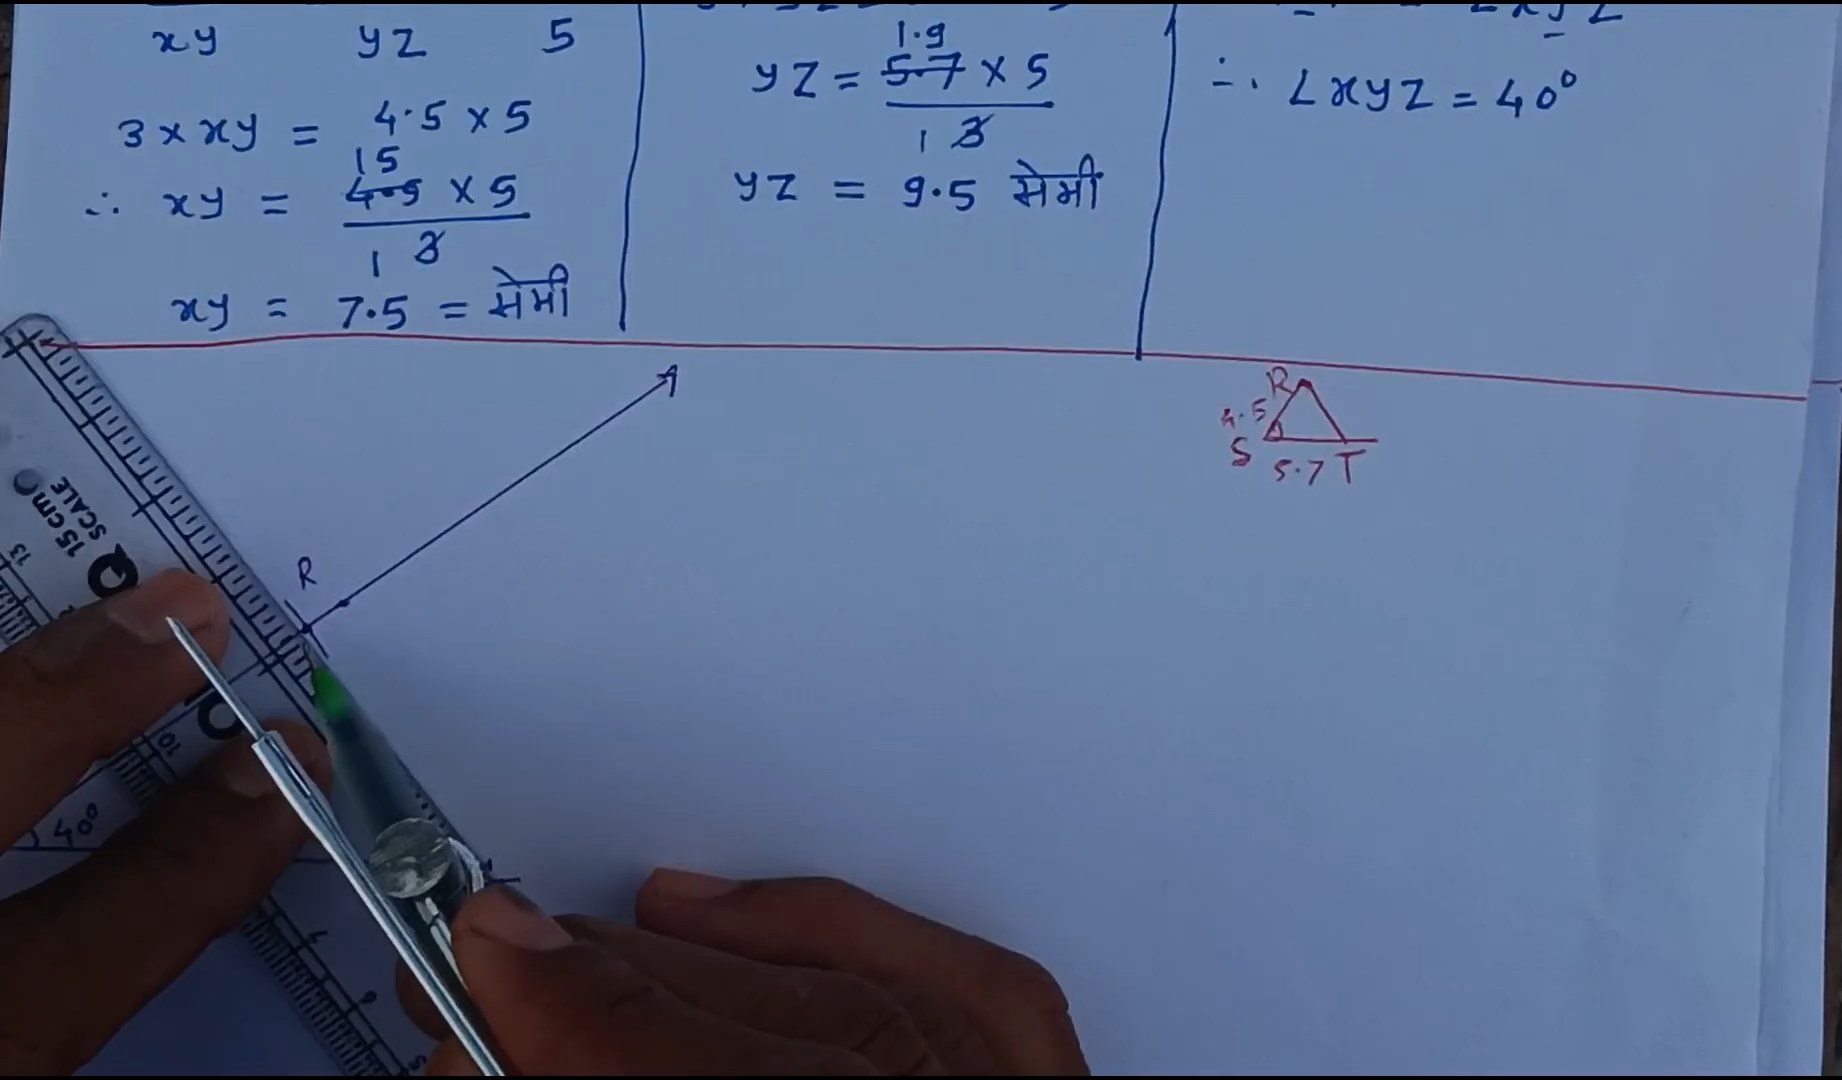 xy yz 5
3 × xy = 4.5 × 5
15
∴ xy = 4.5 × 5
1 3
xy = 7.5 = सेमी
1.9
yz = 5.7 × 5
1 3
yz = 9.5 सेमी
∴ ∠xyz = 40°
R
4.5
S 5.7 T
R
15 cm
SCALE
13
10
40°